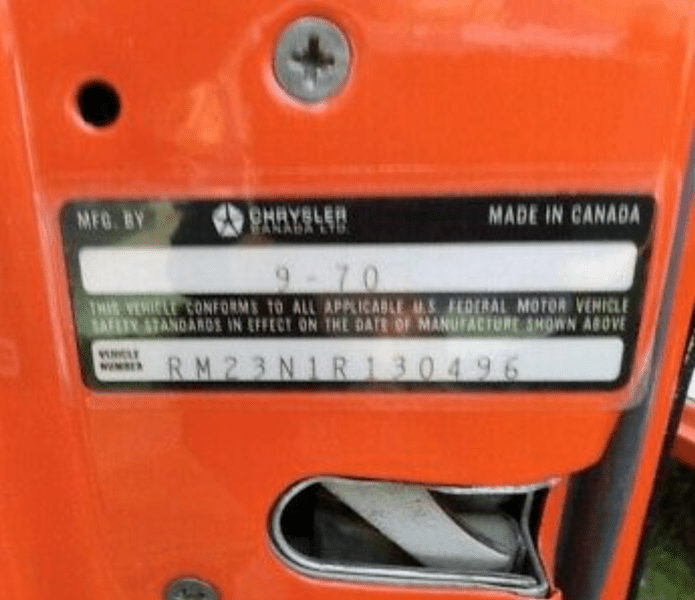 MFG. BY CHRYSLER CANADA LTD. MADE IN CANADA
9-70
THIS VEHICLE CONFORMS TO ALL APPLICABLE U.S. FEDERAL MOTOR VEHICLE
SAFETY STANDARDS IN EFFECT ON THE DATE OF MANUFACTURE SHOWN ABOVE
VEHICLE
NUMBER RM23N1R130496